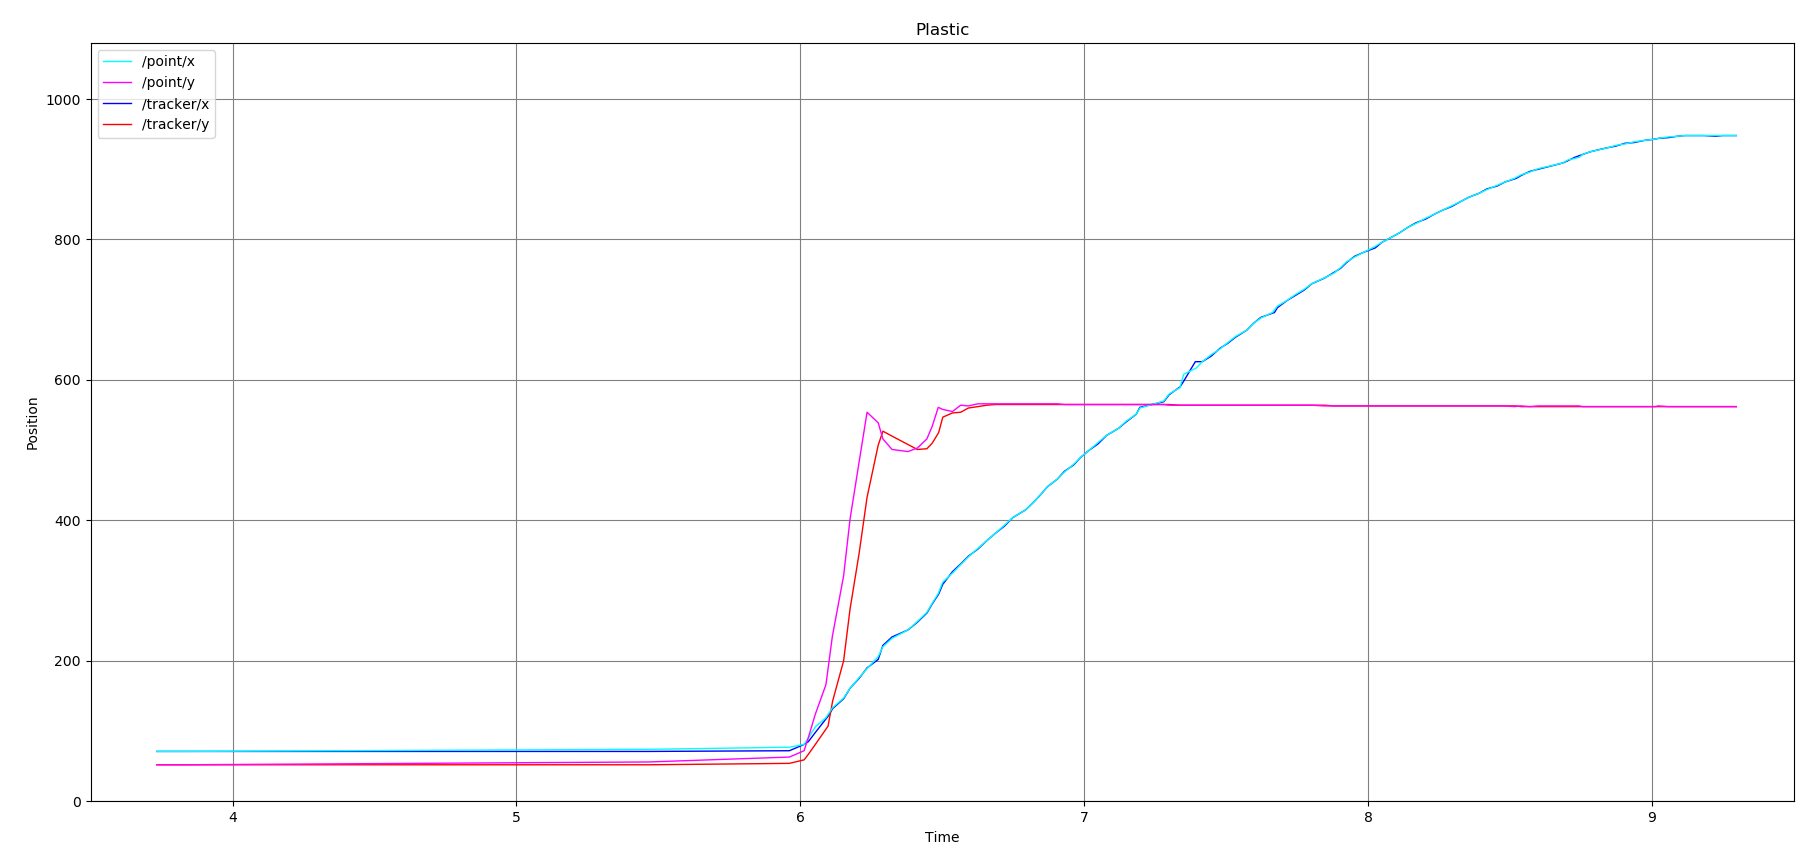 Plastic
/point/x
/point/y
/tracker/x
/tracker/y
1000
800
600
400
200
0
Position
4 5 6 7 8 9
Time